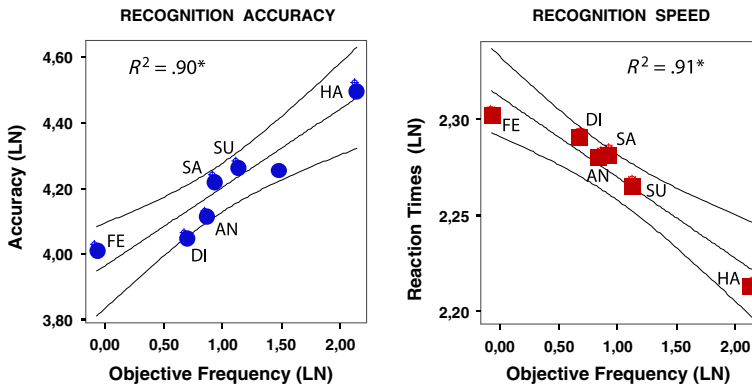 RECOGNITION ACCURACY
4,60
4,40
4,20
4,00
3,80
Accuracy (LN)
R² = .90*
HA
SU
SA
AN
FE
DI
0,00 0,50 1,00 1,50 2,00
Objective Frequency (LN)
RECOGNITION SPEED
2,30
2,25
2,20
Reaction Times (LN)
R² = .91*
FE
DI
SA
AN
SU
HA
0,00 0,50 1,00 1,50 2,00
Objective Frequency (LN)